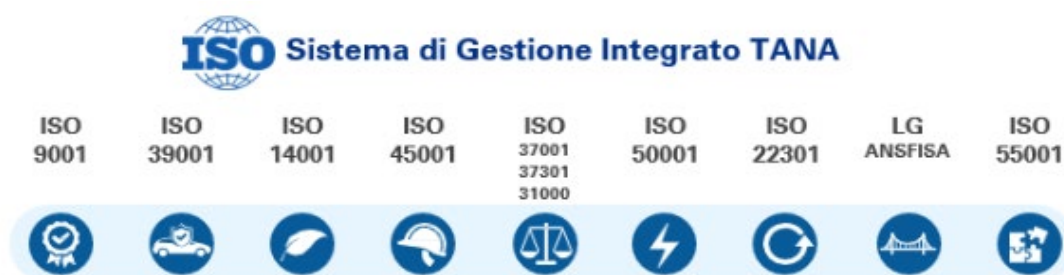 ISO Sistema di Gestione Integrato TANA
ISO 9001
ISO 39001
ISO 14001
ISO 45001
ISO 37001 37301 31000
ISO 50001
ISO 22301
LG ANSFISA
ISO 55001